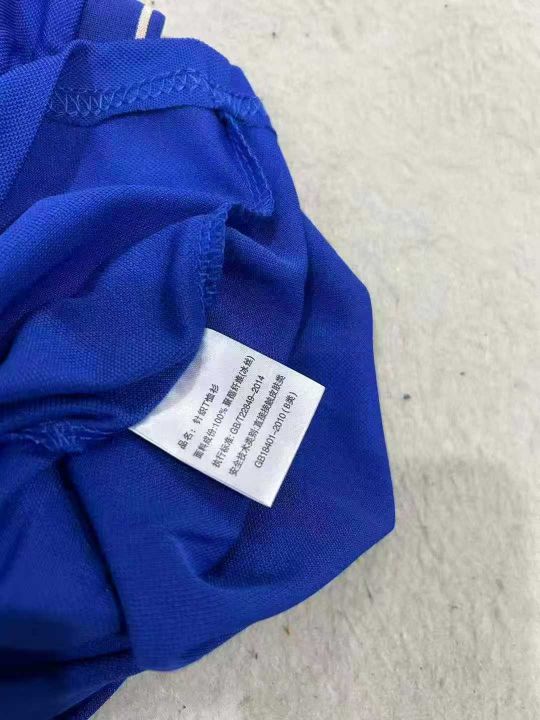 品名：针织T恤衫
面料成份:100%聚酯纤维(冰丝)
执行标准:GB/T22849-2014
安全技术类别:直接接触皮肤类
GB18401-2010(B类)